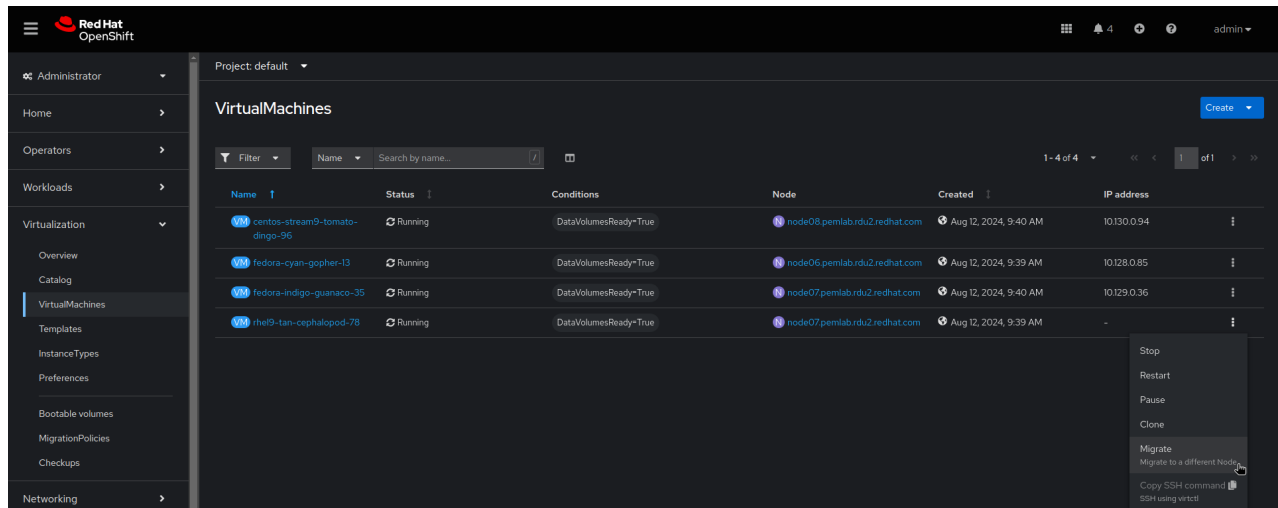 Red Hat
OpenShift
4
admin
Administrator
Project: default
Home
VirtualMachines
Create
Operators
Filter
Name
Search by name...
/
1 - 4 of 4
1
of 1
Workloads
Name
Status
Conditions
Node
Created
IP address
Virtualization
VM centos-stream9-tomato-
dingo-96
Running
DataVolumesReady=True
N node08.pemlab.rdu2.redhat.com
Aug 12, 2024, 9:40 AM
10.130.0.94
Overview
VM fedora-cyan-gopher-13
Running
DataVolumesReady=True
N node06.pemlab.rdu2.redhat.com
Aug 12, 2024, 9:39 AM
10.128.0.85
Catalog
VM fedora-indigo-guanaco-35
Running
DataVolumesReady=True
N node07.pemlab.rdu2.redhat.com
Aug 12, 2024, 9:40 AM
10.129.0.36
VirtualMachines
VM rhel9-tan-cephalopod-78
Running
DataVolumesReady=True
N node07.pemlab.rdu2.redhat.com
Aug 12, 2024, 9:39 AM
-
Templates
InstanceTypes
Preferences
Bootable volumes
MigrationPolicies
Checkups
Networking
Stop
Restart
Pause
Clone
Migrate
Migrate to a different Node
Copy SSH command
SSH using virtctl